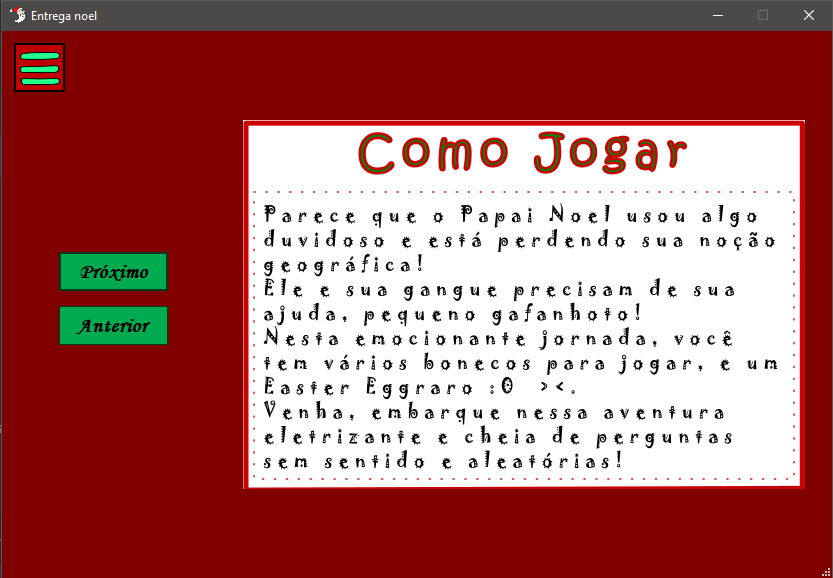 Entrega noel
Como Jogar
Parece que o Papai Noel usou algo
duvidoso e está perdendo sua noção
geográfica!
Ele e sua gangue precisam de sua
ajuda, pequeno gafanhoto!
Nesta emocionante jornada, você
tem vários bonecos para jogar, e um
Easter Eggraro :O ><.
Venha, embarque nessa aventura
eletrizante e cheia de perguntas
sem sentido e aleatórias!
Próximo
Anterior